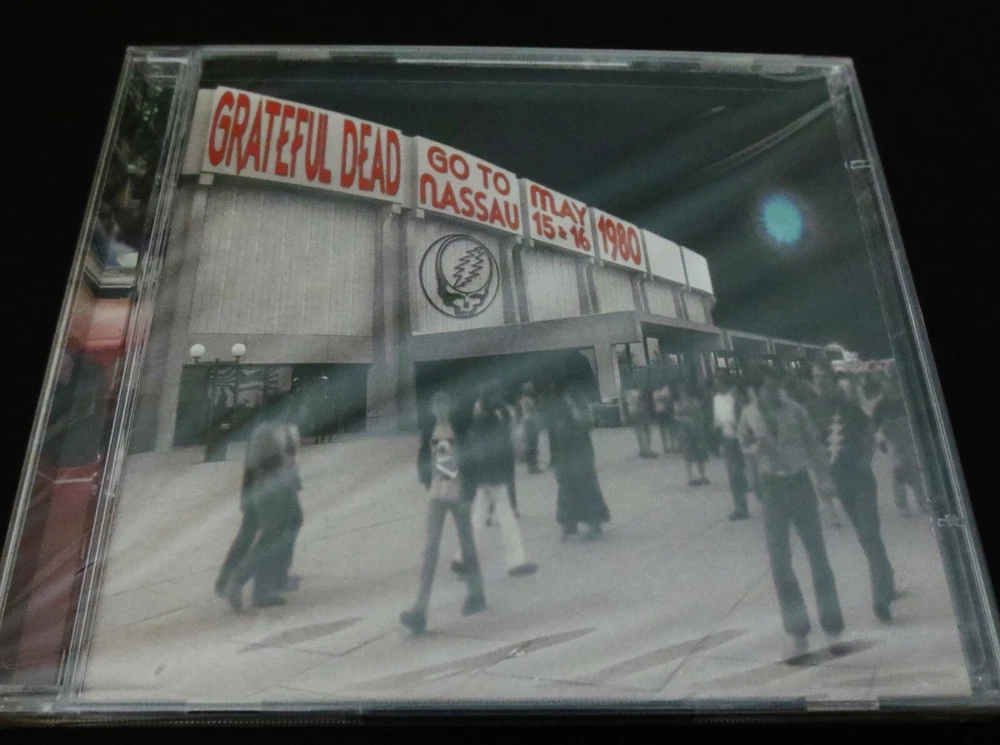 GRATEFUL DEAD
GO TO
NASSAU
MAY
15 & 16
1980